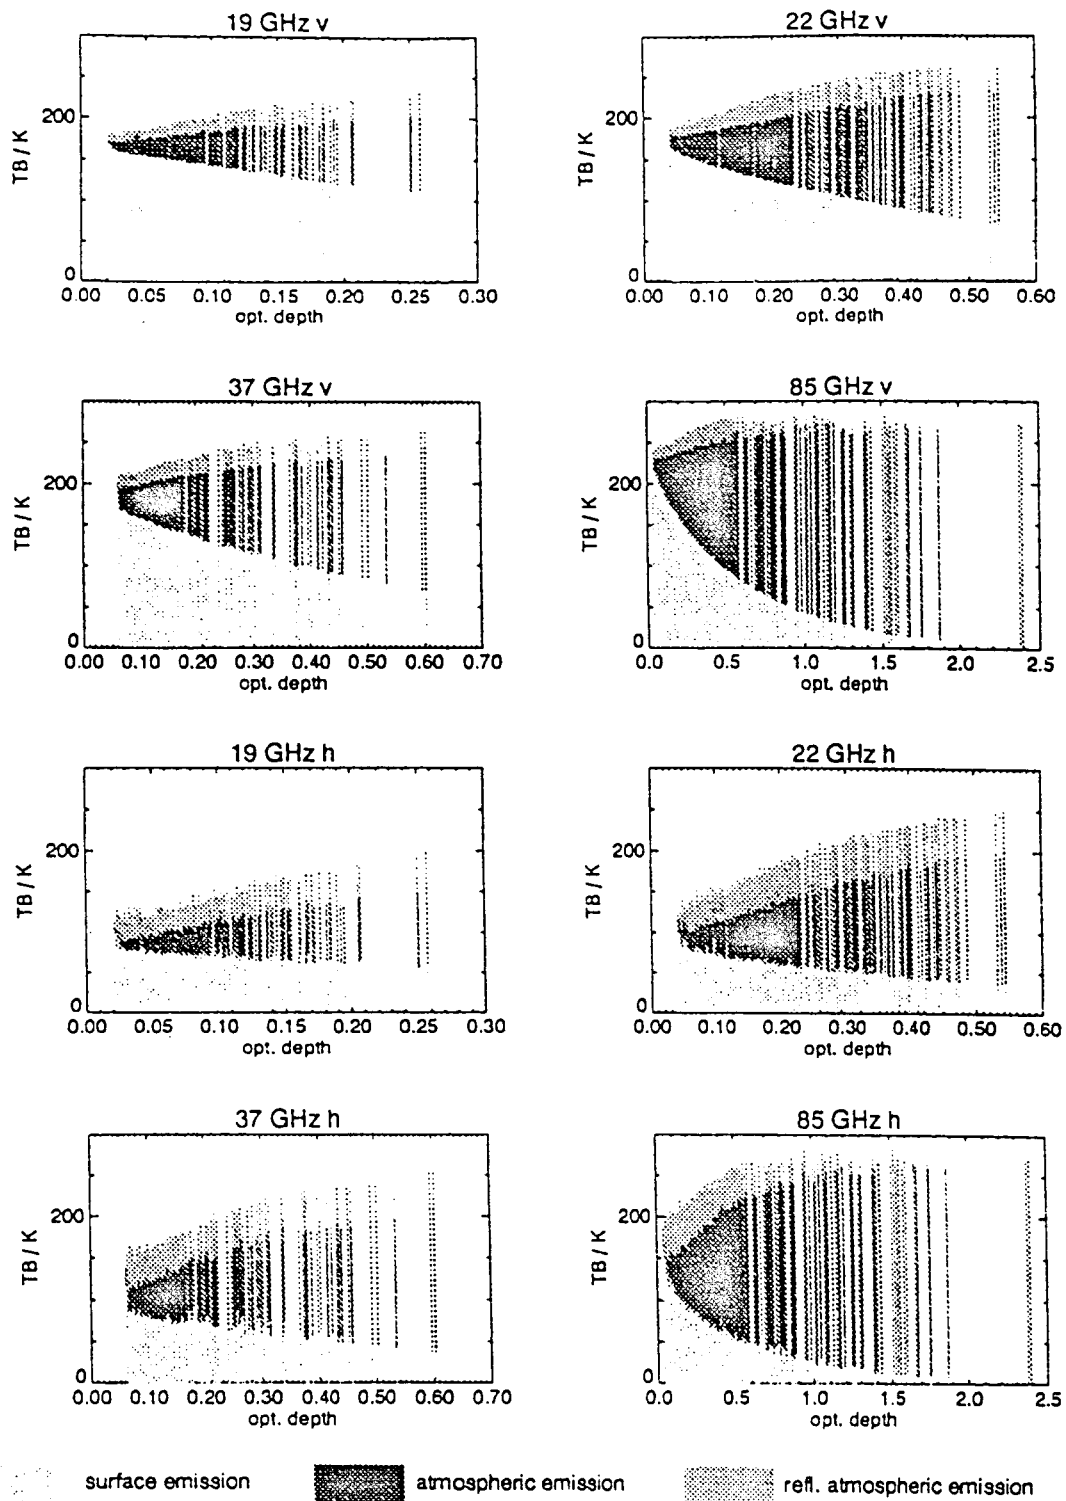 19 GHz v
22 GHz v
TB / K
200
0
0.00 0.05 0.10 0.15 0.20 0.25 0.30
opt. depth
TB / K
200
0
0.00 0.10 0.20 0.30 0.40 0.50 0.60
opt. depth
37 GHz v
85 GHz v
TB / K
200
0
0.00 0.10 0.20 0.30 0.40 0.50 0.60 0.70
opt. depth
TB / K
200
0
0.0 0.5 1.0 1.5 2.0 2.5
opt. depth
19 GHz h
22 GHz h
TB / K
200
0
0.00 0.05 0.10 0.15 0.20 0.25 0.30
opt. depth
TB / K
200
0
0.00 0.10 0.20 0.30 0.40 0.50 0.60
opt. depth
37 GHz h
85 GHz h
TB / K
200
0
0.00 0.10 0.20 0.30 0.40 0.50 0.60 0.70
opt. depth
TB / K
200
0
0.0 0.5 1.0 1.5 2.0 2.5
opt. depth
surface emission
atmospheric emission
refl. atmospheric emission